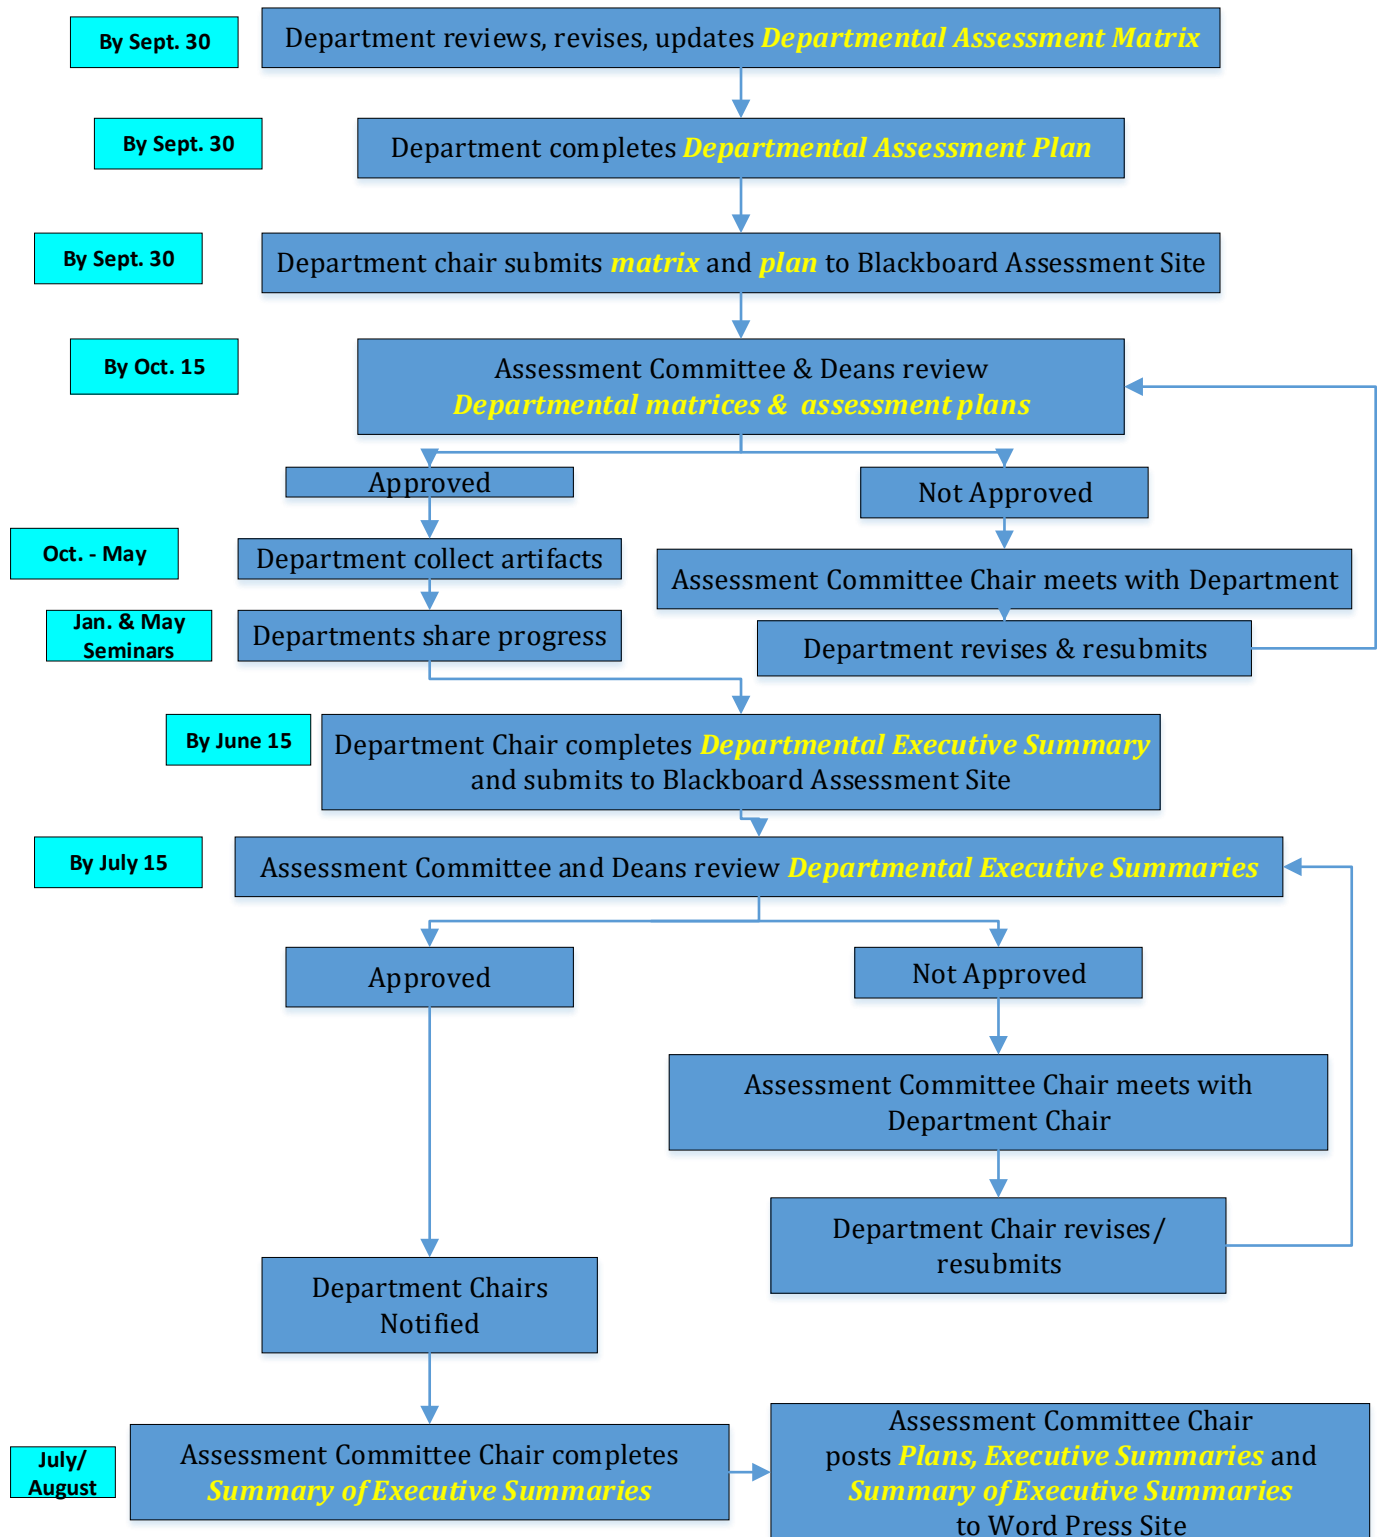 By Sept. 30
Department reviews, revises, updates Departmental Assessment Matrix
By Sept. 30
Department completes Departmental Assessment Plan
By Sept. 30
Department chair submits matrix and plan to Blackboard Assessment Site
By Oct. 15
Assessment Committee & Deans review
Departmental matrices & assessment plans
Approved
Not Approved
Oct. - May
Department collect artifacts
Assessment Committee Chair meets with Department
Jan. & May
Seminars
Departments share progress
Department revises & resubmits
By June 15
Department Chair completes Departmental Executive Summary
and submits to Blackboard Assessment Site
By July 15
Assessment Committee and Deans review Departmental Executive Summaries
Approved
Not Approved
Assessment Committee Chair meets with
Department Chair
Department Chair revises/
resubmits
Department Chairs
Notified
July/
August
Assessment Committee Chair completes
Summary of Executive Summaries
Assessment Committee Chair
posts Plans, Executive Summaries and
Summary of Executive Summaries
to Word Press Site